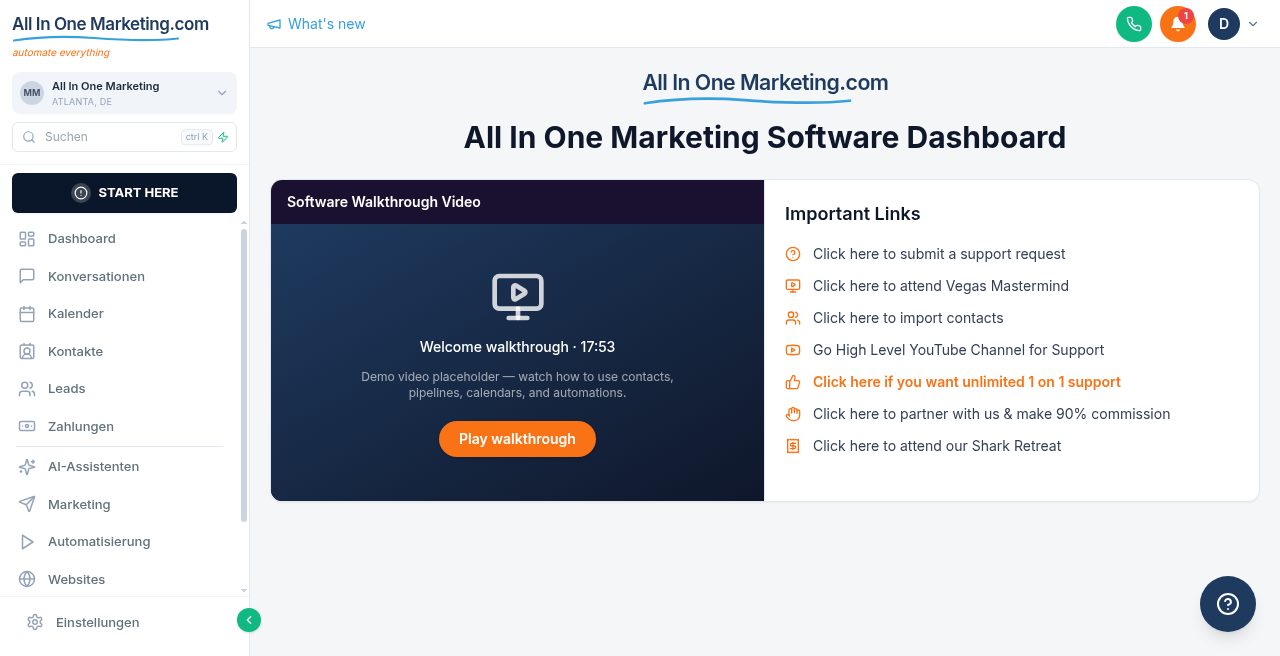 All In One Marketing.com
automate everything
MM
All In One Marketing
ATLANTA, DE
Suchen
ctrl K
START HERE
Dashboard
Konversationen
Kalender
Kontakte
Leads
Zahlungen
AI-Assistenten
Marketing
Automatisierung
Websites
Einstellungen
What's new
1
D
All In One Marketing.com
All In One Marketing Software Dashboard
Software Walkthrough Video
Welcome walkthrough · 17:53
Demo video placeholder — watch how to use contacts,
pipelines, calendars, and automations.
Play walkthrough
Important Links
Click here to submit a support request
Click here to attend Vegas Mastermind
Click here to import contacts
Go High Level YouTube Channel for Support
Click here if you want unlimited 1 on 1 support
Click here to partner with us & make 90% commission
Click here to attend our Shark Retreat